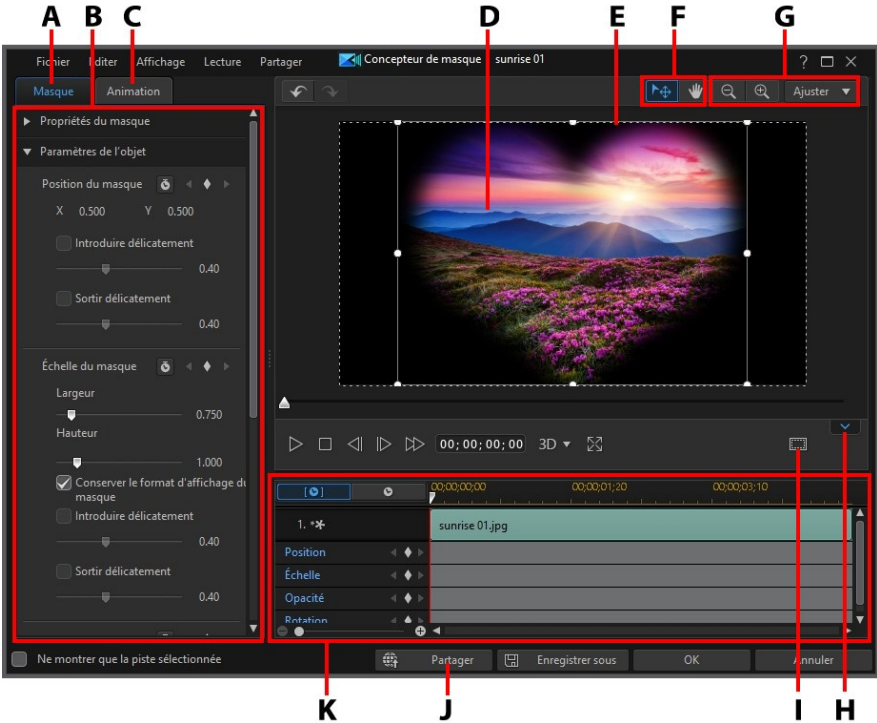 A B C D E F G
Fichier Editer Affichage Lecture Partager Concepteur de masque sunrise 01 ?
Masque Animation Ajuster
Propriétés du masque
Paramètres de l'objet
Position du masque
X 0.500 Y 0.500
Introduire délicatement
0.40
Sortir délicatement
0.40
Échelle du masque
Largeur
0.750
Hauteur
1.000
Conserver le format d'affichage du
masque
Introduire délicatement
0.40
Sortir délicatement
0.40
00; 00; 00; 00 3D
00;00;00;00 00;00;01;20 00;00;03;10
1. sunrise 01.jpg
Position
Échelle
Opacité
Rotation
Ne montrer que la piste sélectionnée
Partager Enregistrer sous OK Annuler
K J I H